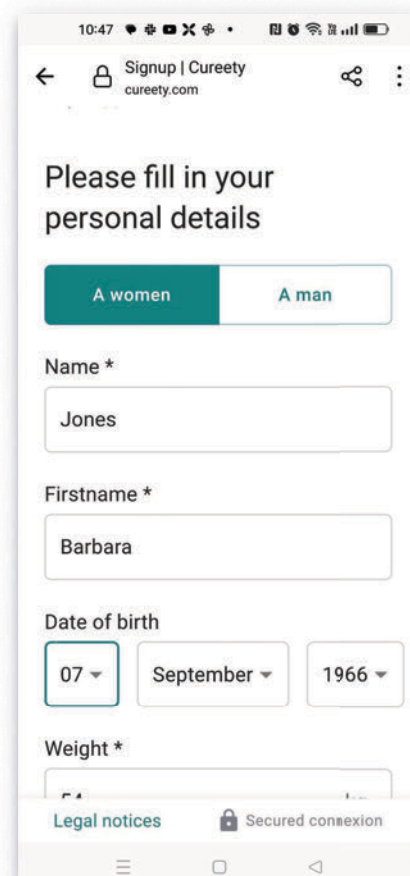 10:47
Signup | Cureety
cureety.com
Please fill in your
personal details
A women A man
Name *
Jones
Firstname *
Barbara
Date of birth
07 September 1966
Weight *
Legal notices Secured connexion